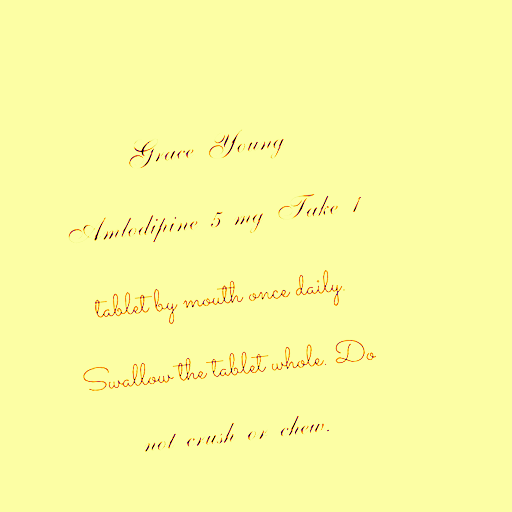 Grace Young
Amlodipine 5 mg Take 1
tablet by mouth once daily.
Swallow the tablet whole. Do
not crush or chew.